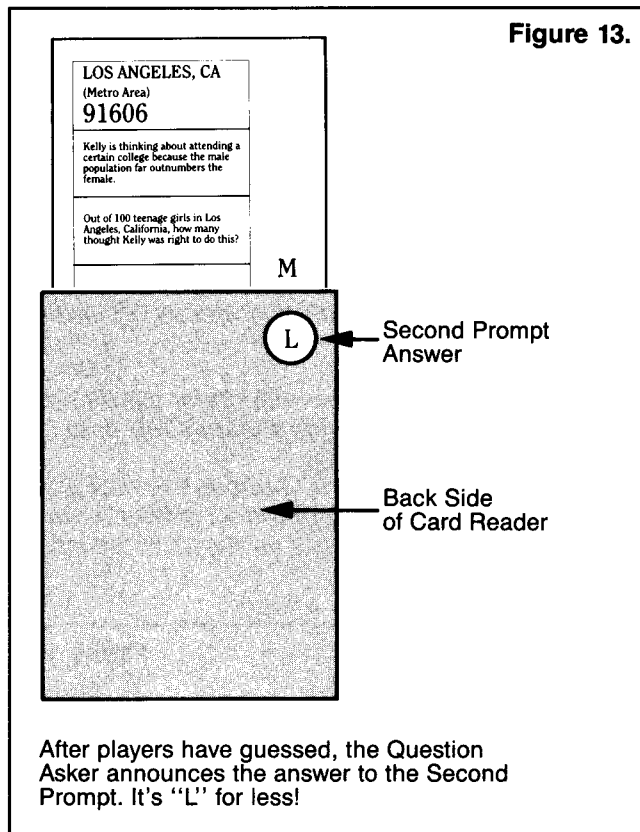 Figure 13.
LOS ANGELES, CA
(Metro Area)
91606
Kelly is thinking about attending a
certain college because the male
population far outnumbers the
female.
Out of 100 teenage girls in Los
Angeles, California, how many
thought Kelly was right to do this?
M
L
Second Prompt
Answer
Back Side
of Card Reader
After players have guessed, the Question
Asker announces the answer to the Second
Prompt. It's "L" for less!